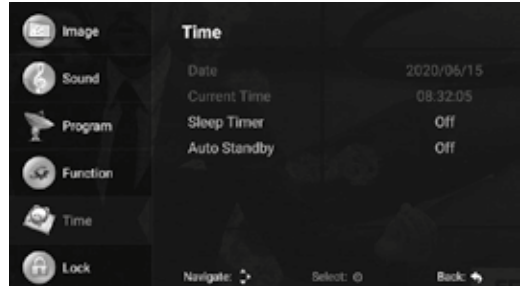 Image
Sound
Program
Function
Time
Lock
Time
Date 2020/06/15
Current Time 08:32:05
Sleep Timer Off
Auto Standby Off
Navigate: Select: Back: